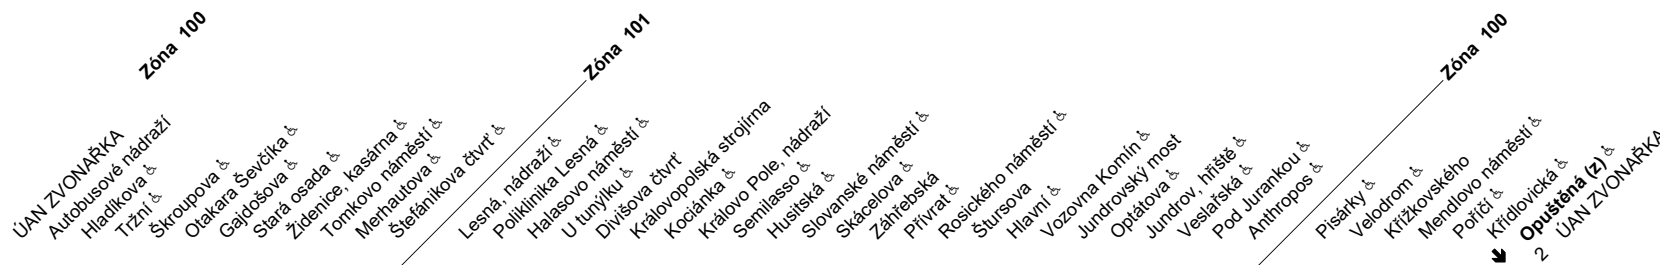 Zóna 100
ÚAN ZVONAŘKA
Autobusové nádraží
Hladíkova ♿
Tržní ♿
Škroupova ♿
Otakara Ševčíka ♿
Gajdošova ♿
Stará osada ♿
Židenice, kasárna ♿
Tomkovo náměstí ♿
Merhautova ♿
Štefánikova čtvrť ♿
Zóna 101
Lesná, nádraží ♿
Poliklinika Lesná ♿
Halasovo náměstí ♿
U tunýlku ♿
Divišova čtvrť
Královopolská strojírna
Kociánka ♿
Královo Pole, nádraží
Semilasso ♿
Husitská ♿
Slovanské náměstí ♿
Skácelova ♿
Záhřebská
Přívrat ♿
Rosického náměstí ♿
Štursova
Hlavní ♿
Vozovna Komín ♿
Jundrovský most
Optátova ♿
Jundrov, hřiště ♿
Veslařská ♿
Pod Jurankou ♿
Anthropos ♿
Zóna 100
Pisárky ♿
Velodrom ♿
Křížkovského
Mendlovo náměstí ♿
Poříčí ♿
Křídlovická ♿
Opuštěná (z) ♿
2 ÚAN ZVONAŘKA